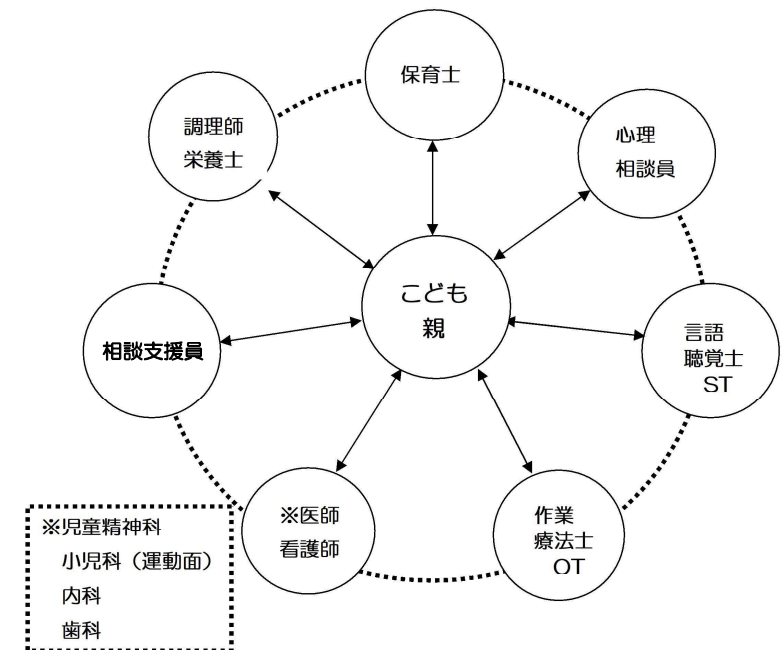 保育士
調理師
栄養士
心理
相談員
こども
親
相談支援員
言語
聴覚士
ST
※医師
看護師
作業
療法士
OT
※児童精神科
小児科（運動面）
内科
歯科